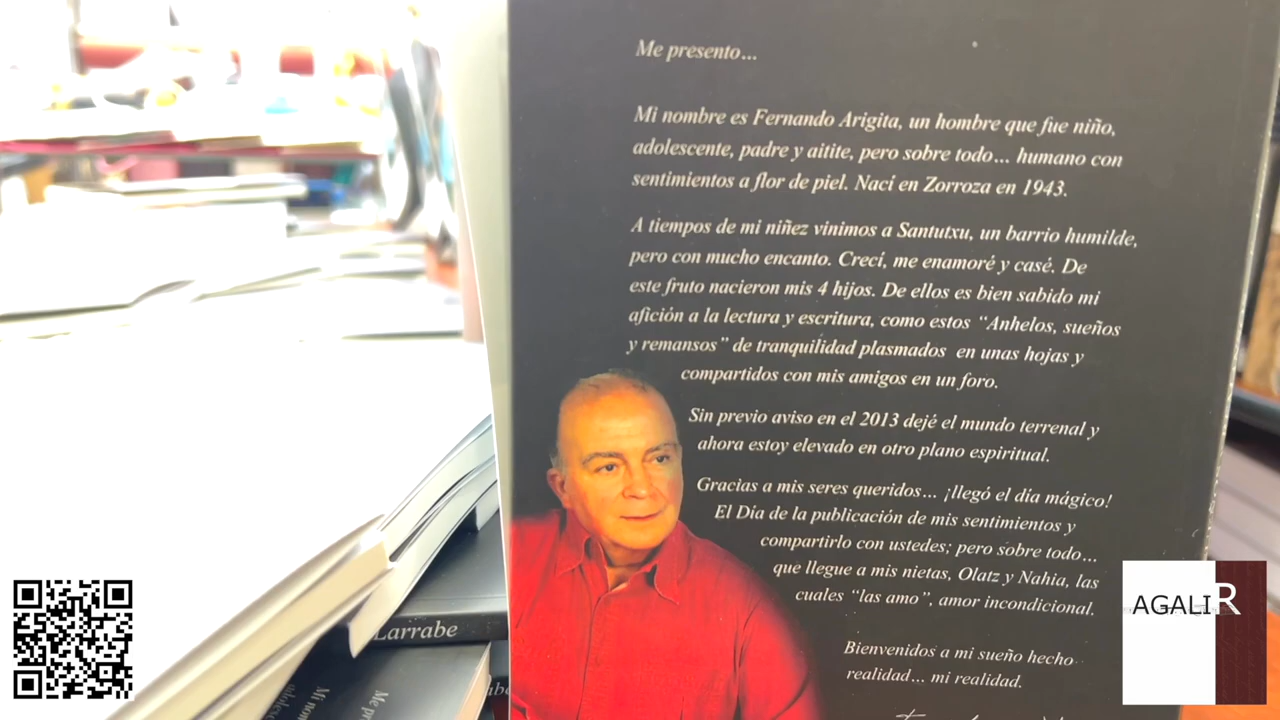 Me presento...
Mi nombre es Fernando Arigita, un hombre que fue niño,
adolescente, padre y aitite, pero sobre todo... humano con
sentimientos a flor de piel. Nací en Zorroza en 1943.
A tiempos de mi niñez vinimos a Santutxu, un barrio humilde,
pero con mucho encanto. Crecí, me enamoré y casé. De
este fruto nacieron mis 4 hijos. De ellos es bien sabido mi
afición a la lectura y escritura, como estos “Anhelos, sueños
y remansos” de tranquilidad plasmados en unas hojas y
compartidos con mis amigos en un foro.
Sin previo aviso en el 2013 dejé el mundo terrenal y
ahora estoy elevado en otro plano espiritual.
Gracias a mis seres queridos... ¡llegó el día mágico!
El Día de la publicación de mis sentimientos y
compartirlo con ustedes; pero sobre todo...
que llegue a mis nietas, Olatz y Nahia, las
cuales “las amo”, amor incondicional.
Bienvenidos a mi sueño hecho
realidad... mi realidad.
Larrabe
AGALIR